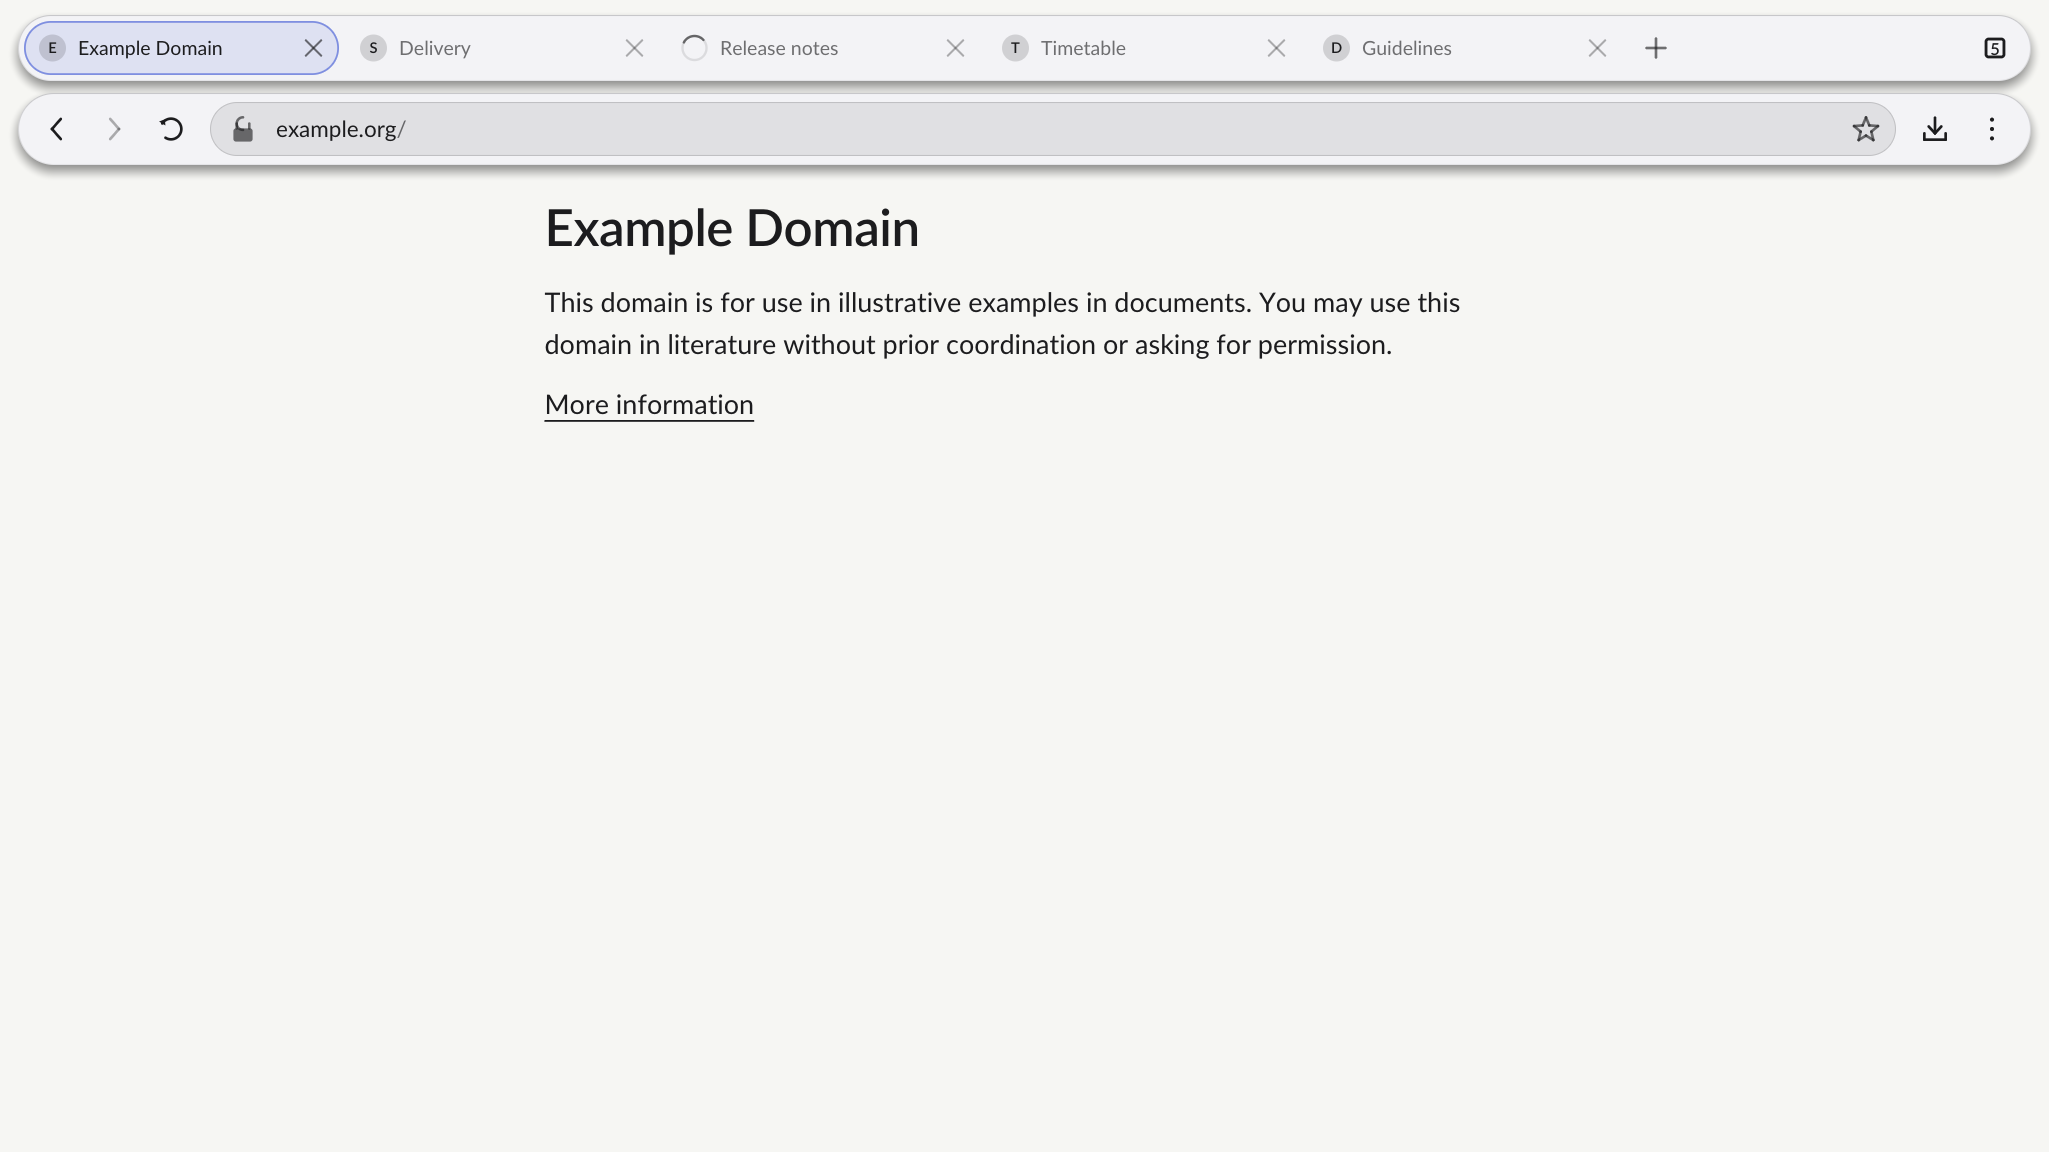 E Example Domain
S Delivery
Release notes
T Timetable
D Guidelines
5
example.org/
Example Domain
This domain is for use in illustrative examples in documents. You may use this
domain in literature without prior coordination or asking for permission.
More information